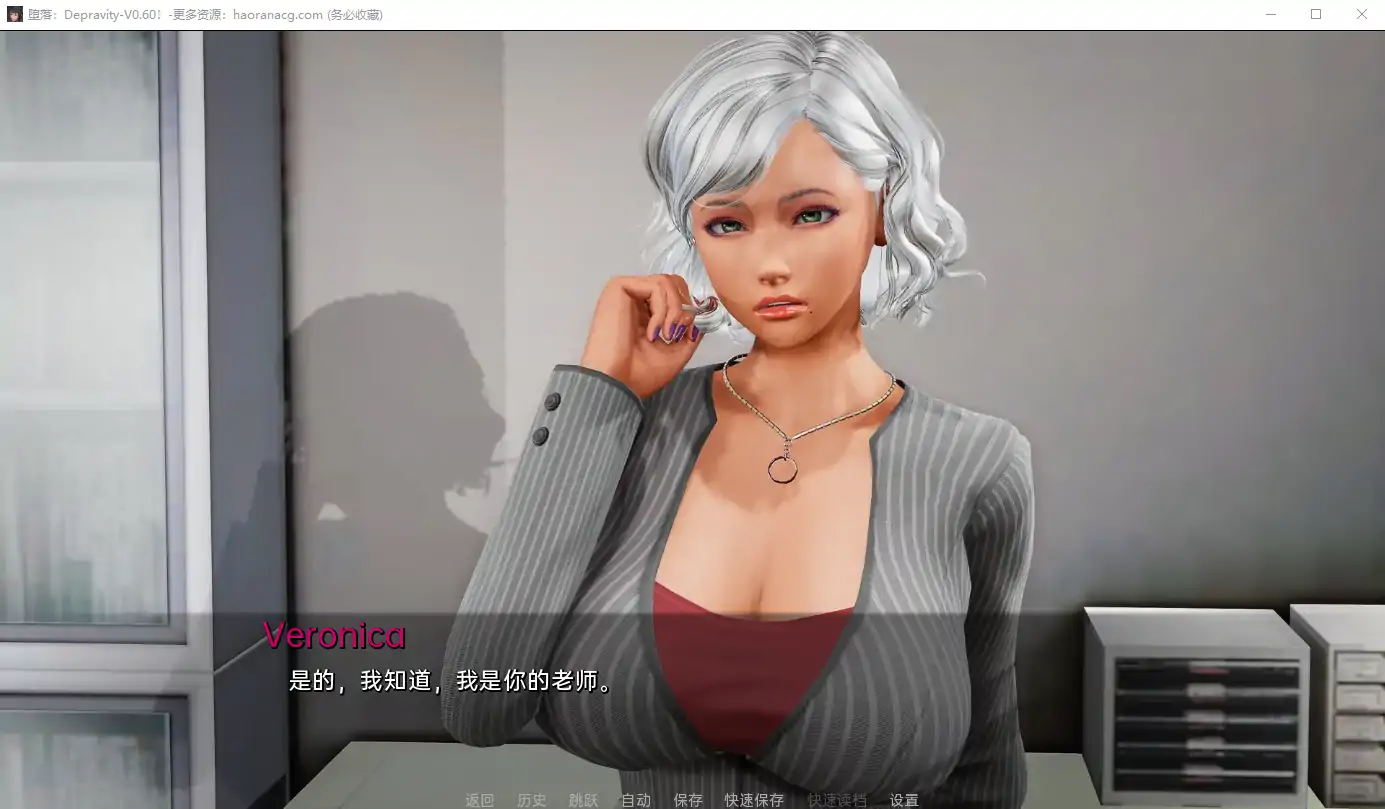 堕落：Depravity-V0.60！-更多资源：haoranacg.com (务必收藏)
Veronica
是的，我知道，我是你的老师。
返回 历史 跳跃 自动 保存 快速保存 快速读档 设置